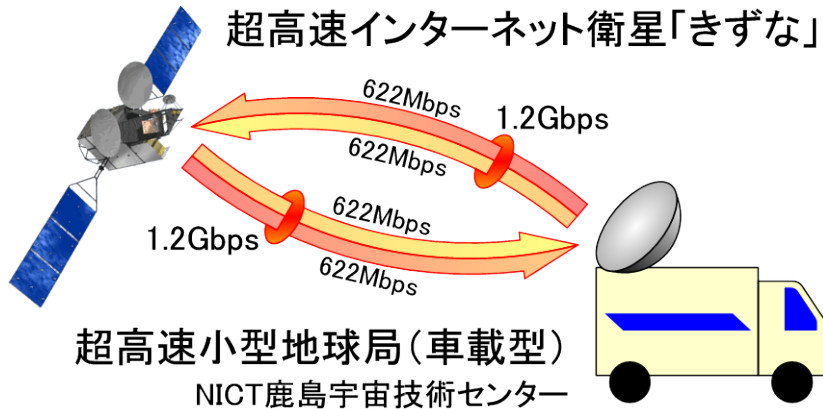 超高速インターネット衛星「きずな」
622Mbps
1.2Gbps
622Mbps
622Mbps
1.2Gbps
622Mbps
超高速小型地球局(車載型)
NICT鹿島宇宙技術センター